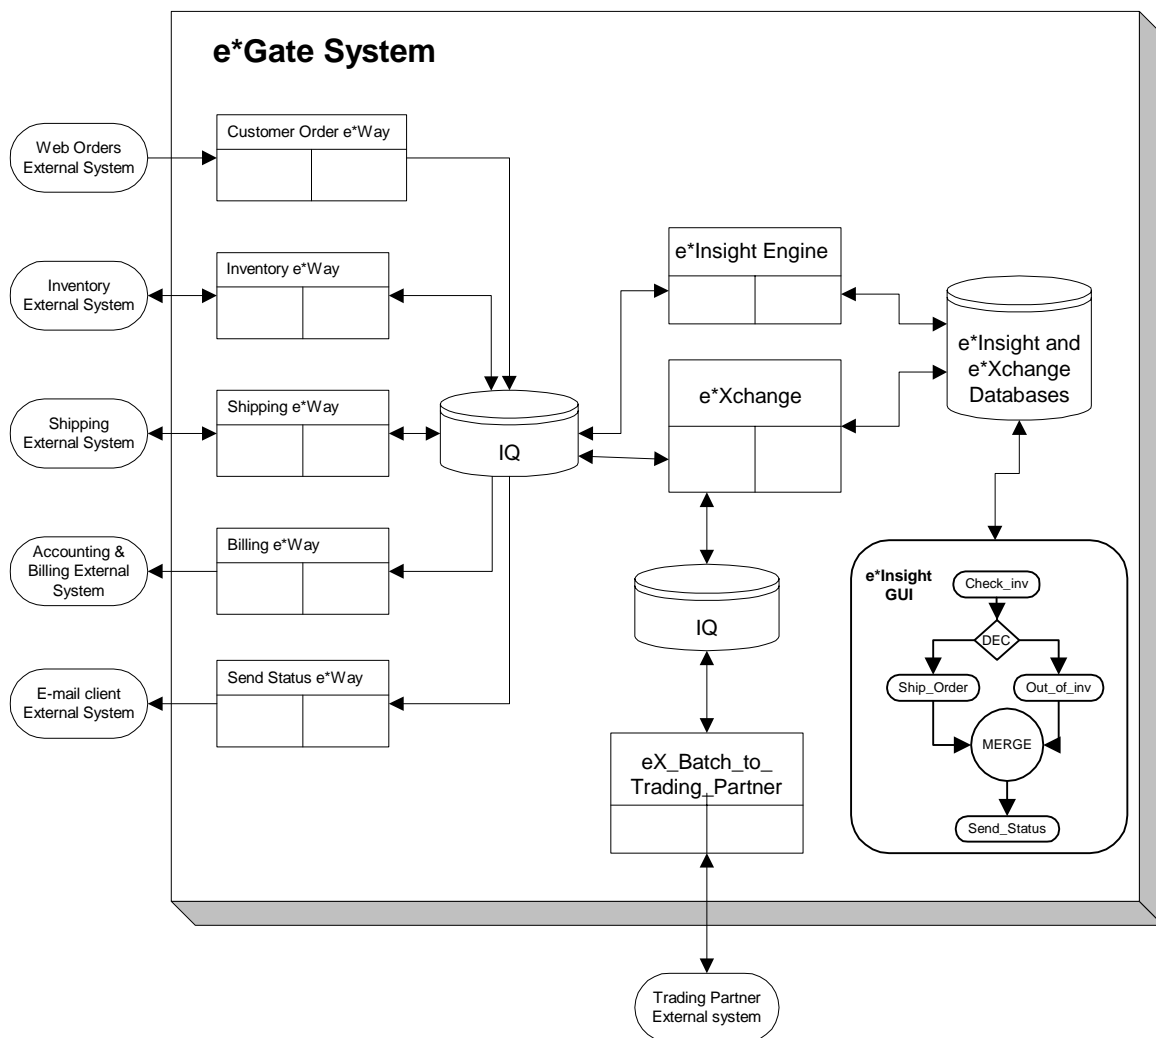 e*Gate System
Web Orders
External System
Customer Order e*Way
Inventory
External System
Inventory e*Way
Shipping
External System
Shipping e*Way
Accounting &
Billing External
System
Billing e*Way
E-mail client
External System
Send Status e*Way
IQ
e*Insight Engine
e*Xchange
e*Insight and
e*Xchange
Databases
IQ
eX_Batch_to_
Trading_Partner
e*Insight
GUI
Check_inv
DEC
Ship_Order
Out_of_inv
MERGE
Send_Status
Trading Partner
External system